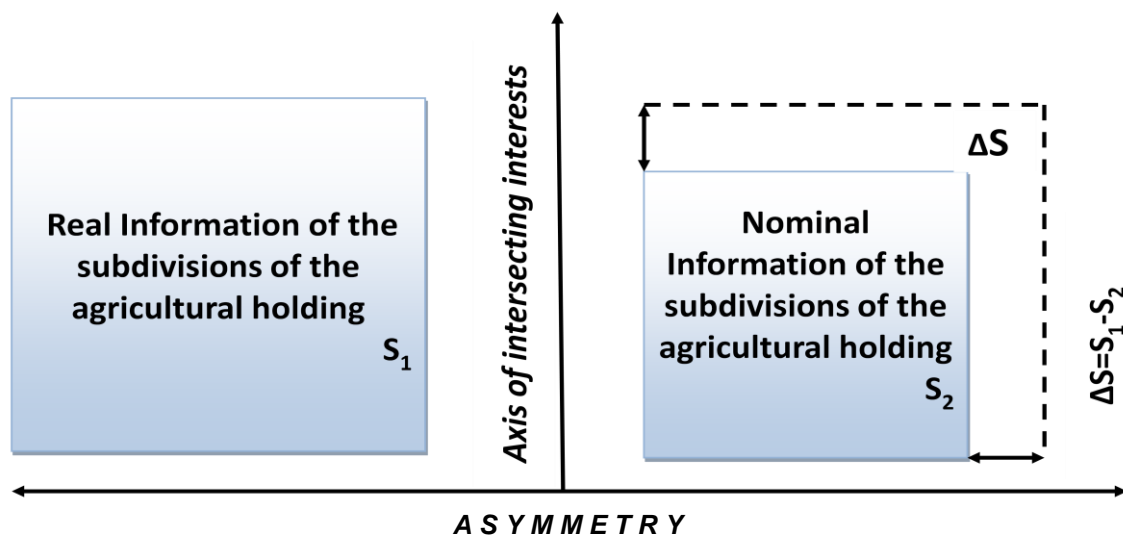 Real Information of the
subdivisions of the
agricultural holding
S₁
Axis of intersecting interests
ΔS
Nominal
Information of the
subdivisions of the
agricultural holding
S₂
ΔS=S₁-S₂
ASYMMETRY